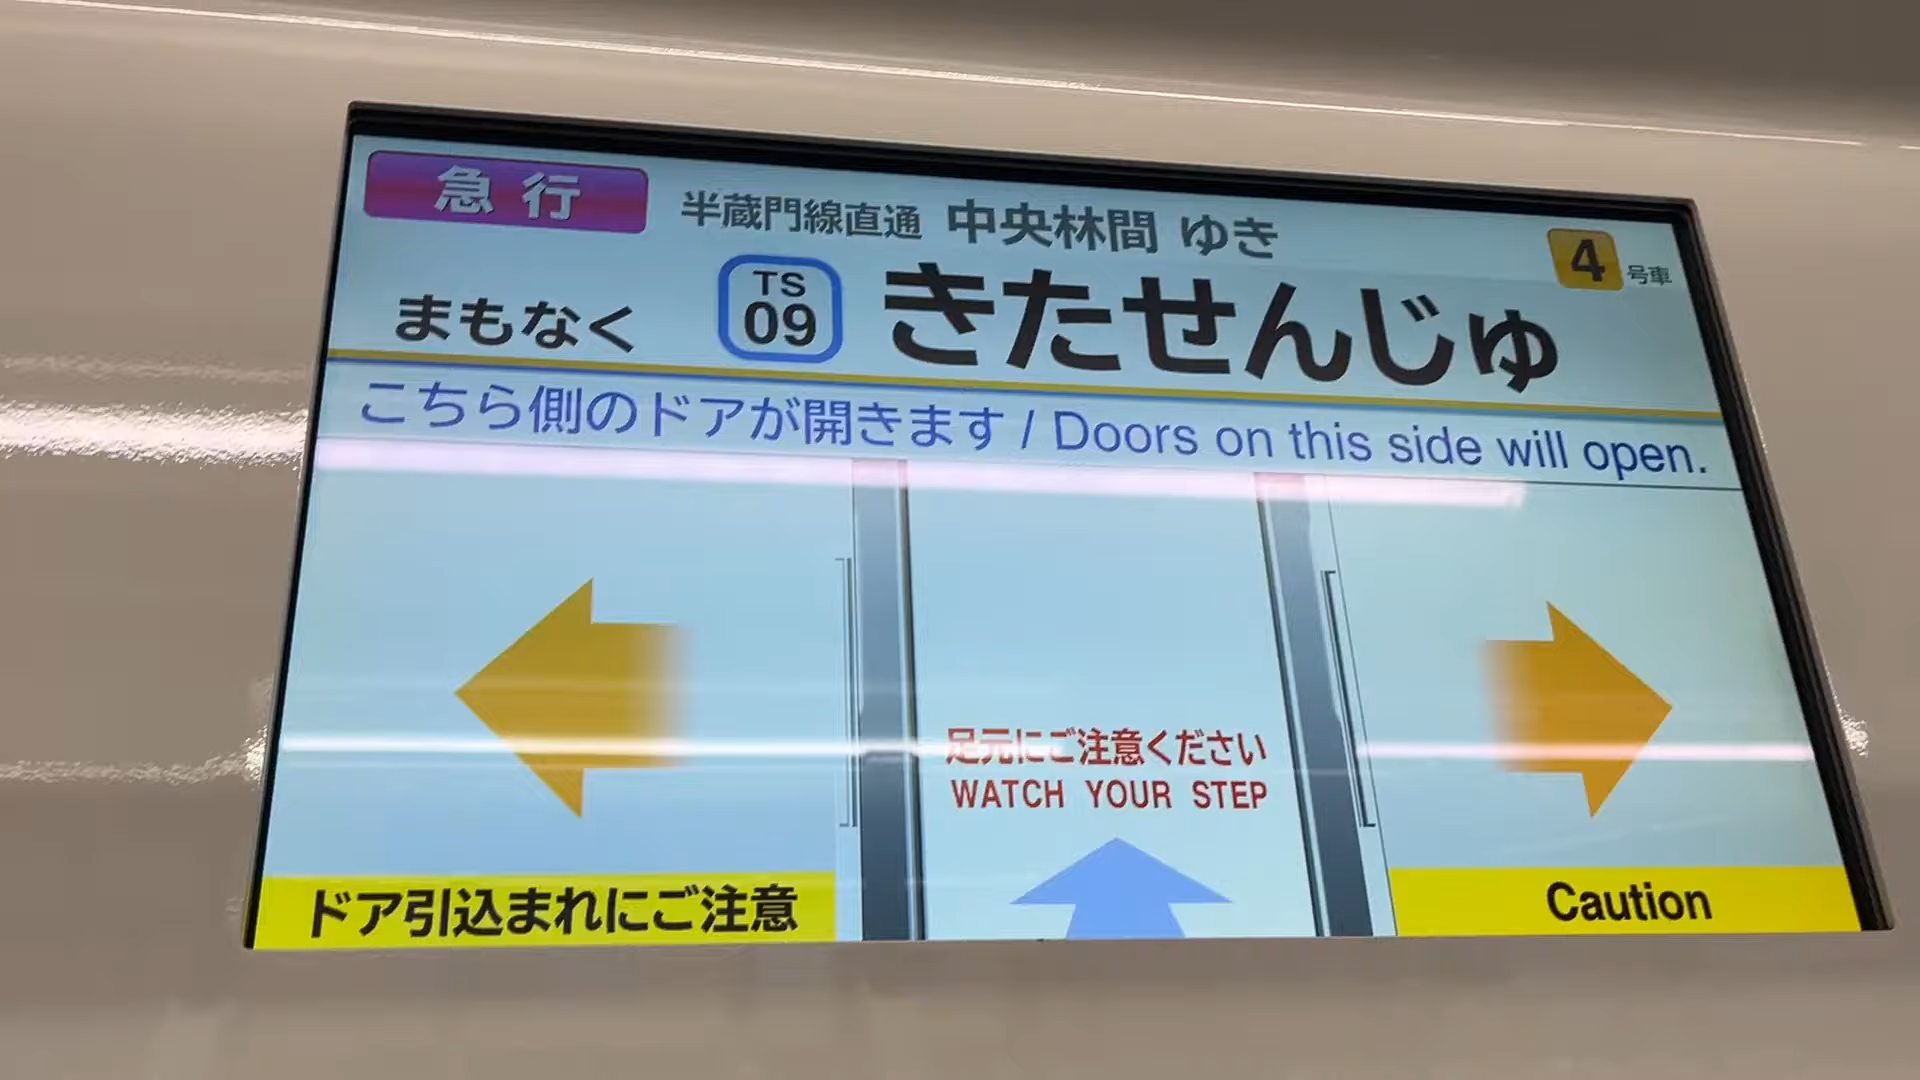 急行 半蔵門線直通 中央林間 ゆき
4号車
まもなく TS 09 きたせんじゅ
こちら側のドアが開きます / Doors on this side will open.
足元にご注意ください
WATCH YOUR STEP
ドア引込まれにご注意
Caution